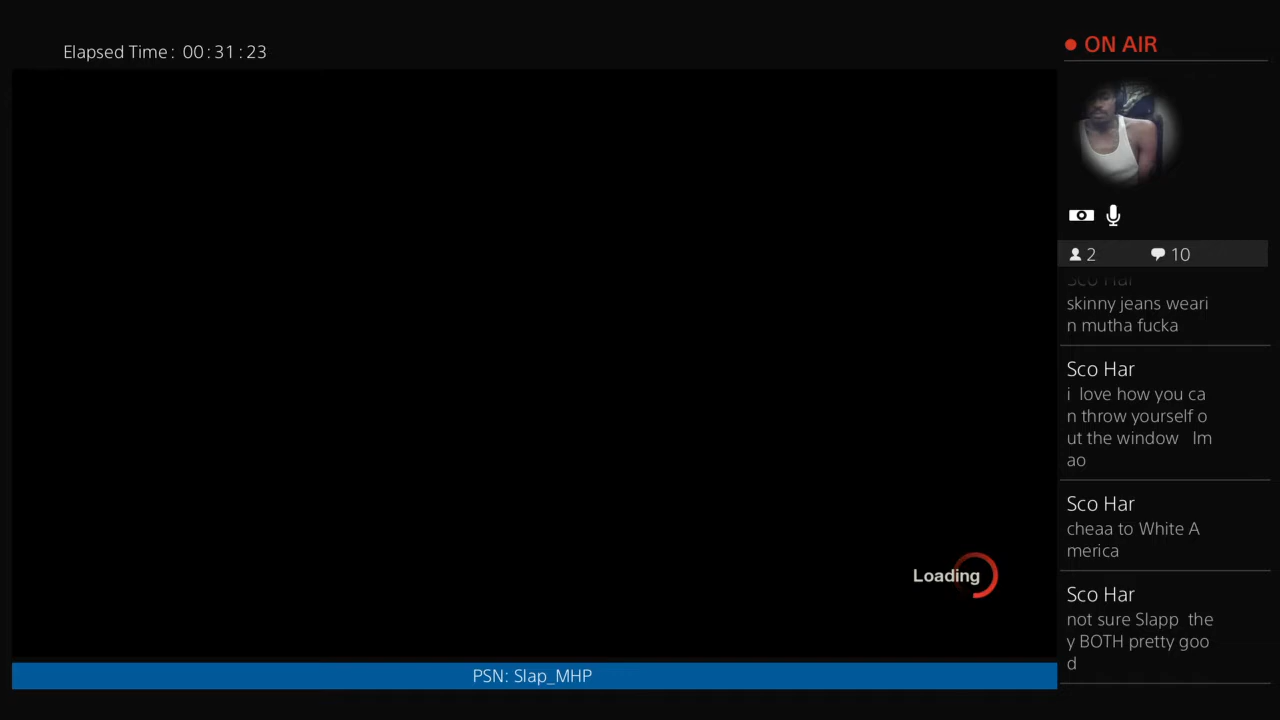 Elapsed Time: 00:31:23
ON AIR
2 10
Sco Har
skinny jeans weari
n mutha fucka
Sco Har
i love how you ca
n throw yourself o
ut the window lm
ao
Sco Har
cheaa to White A
merica
Sco Har
not sure Slapp the
y BOTH pretty goo
d
Loading
PSN: Slap_MHP